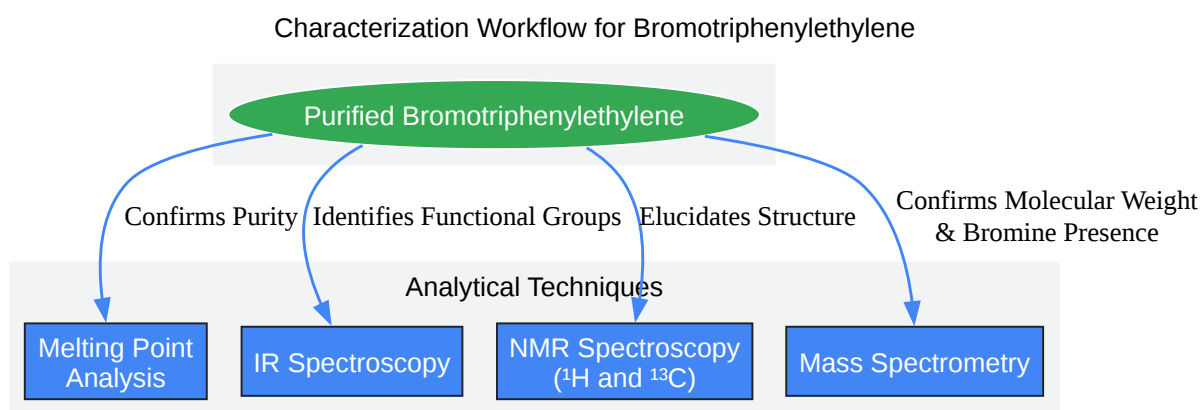 Characterization Workflow for Bromotriphenylethylene
Purified Bromotriphenylethylene
Confirms Purity
Identifies Functional Groups
Elucidates Structure
Confirms Molecular Weight
& Bromine Presence
Analytical Techniques
Melting Point
Analysis
IR Spectroscopy
NMR Spectroscopy
(¹H and ¹³C)
Mass Spectrometry